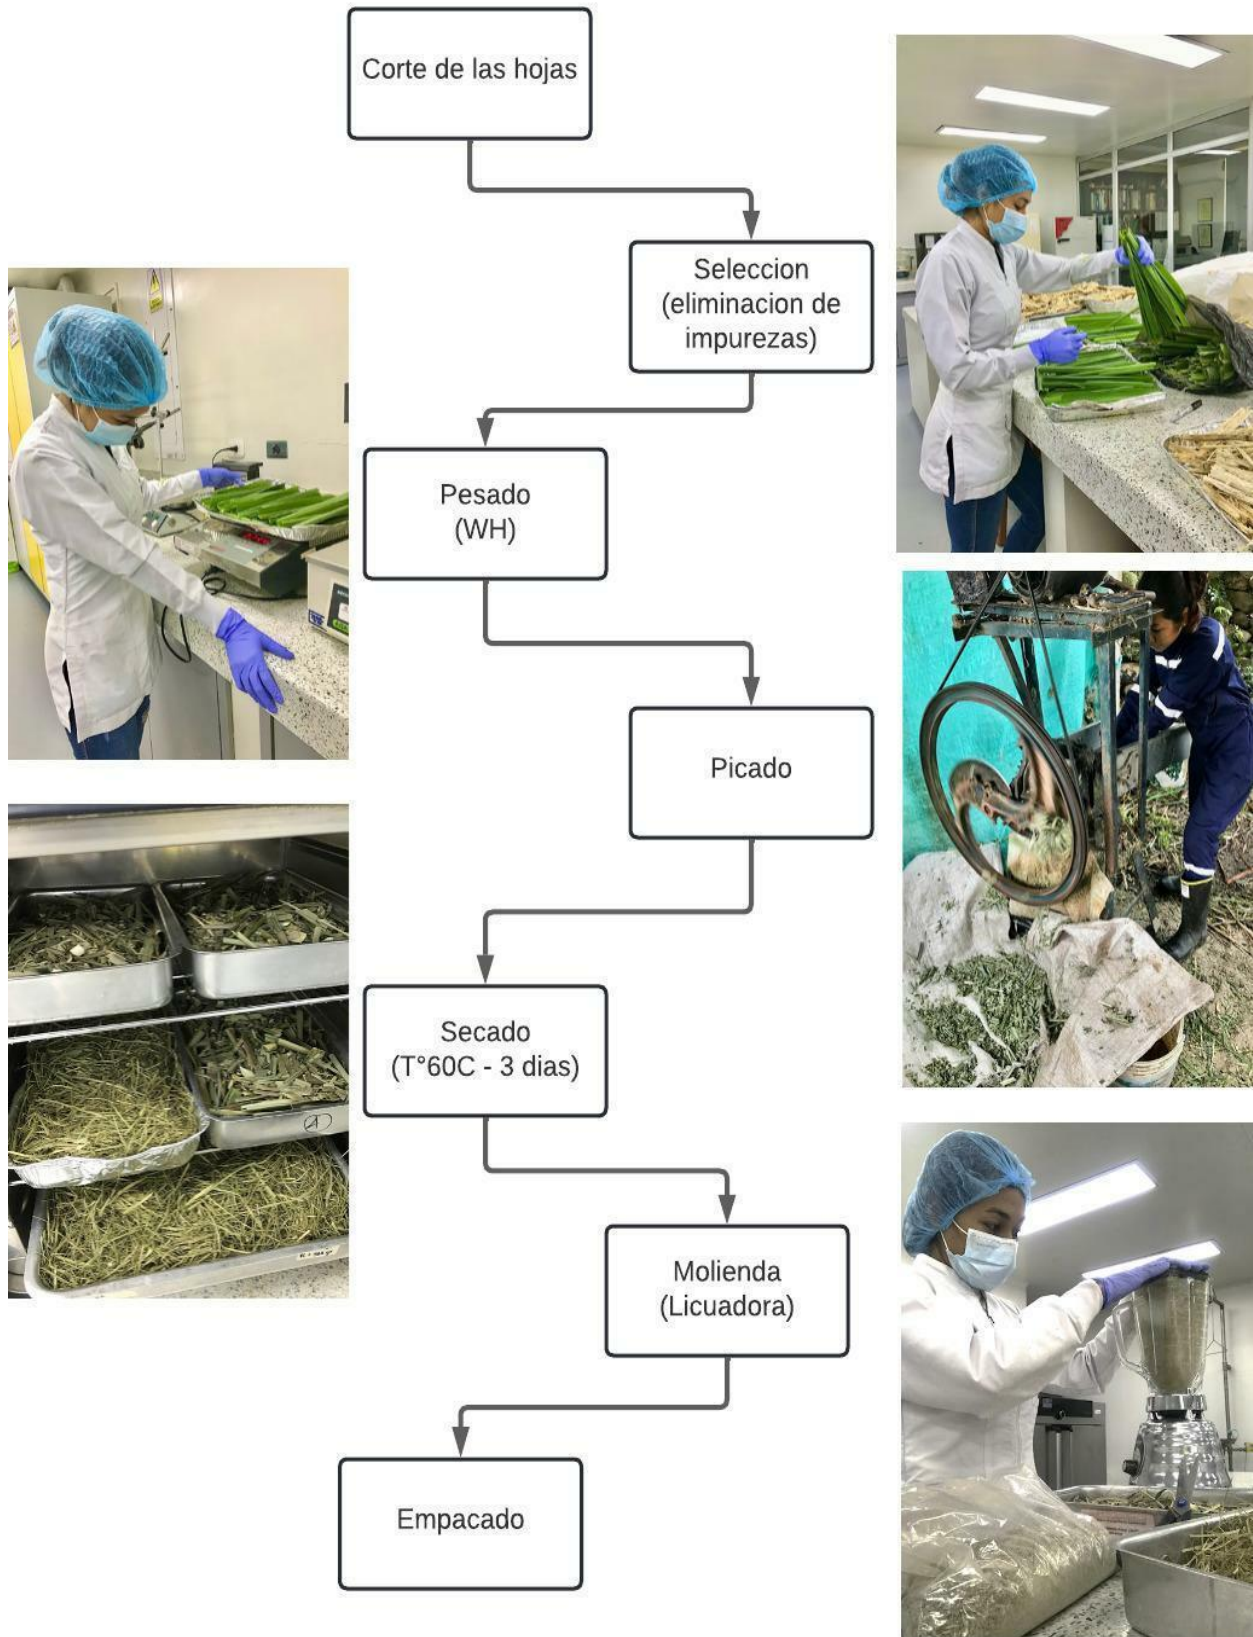 Corte de las hojas
Seleccion
(eliminacion de
impurezas)
Pesado
(WH)
Picado
Secado
(T°60C - 3 dias)
Molienda
(Licuadora)
Empacado